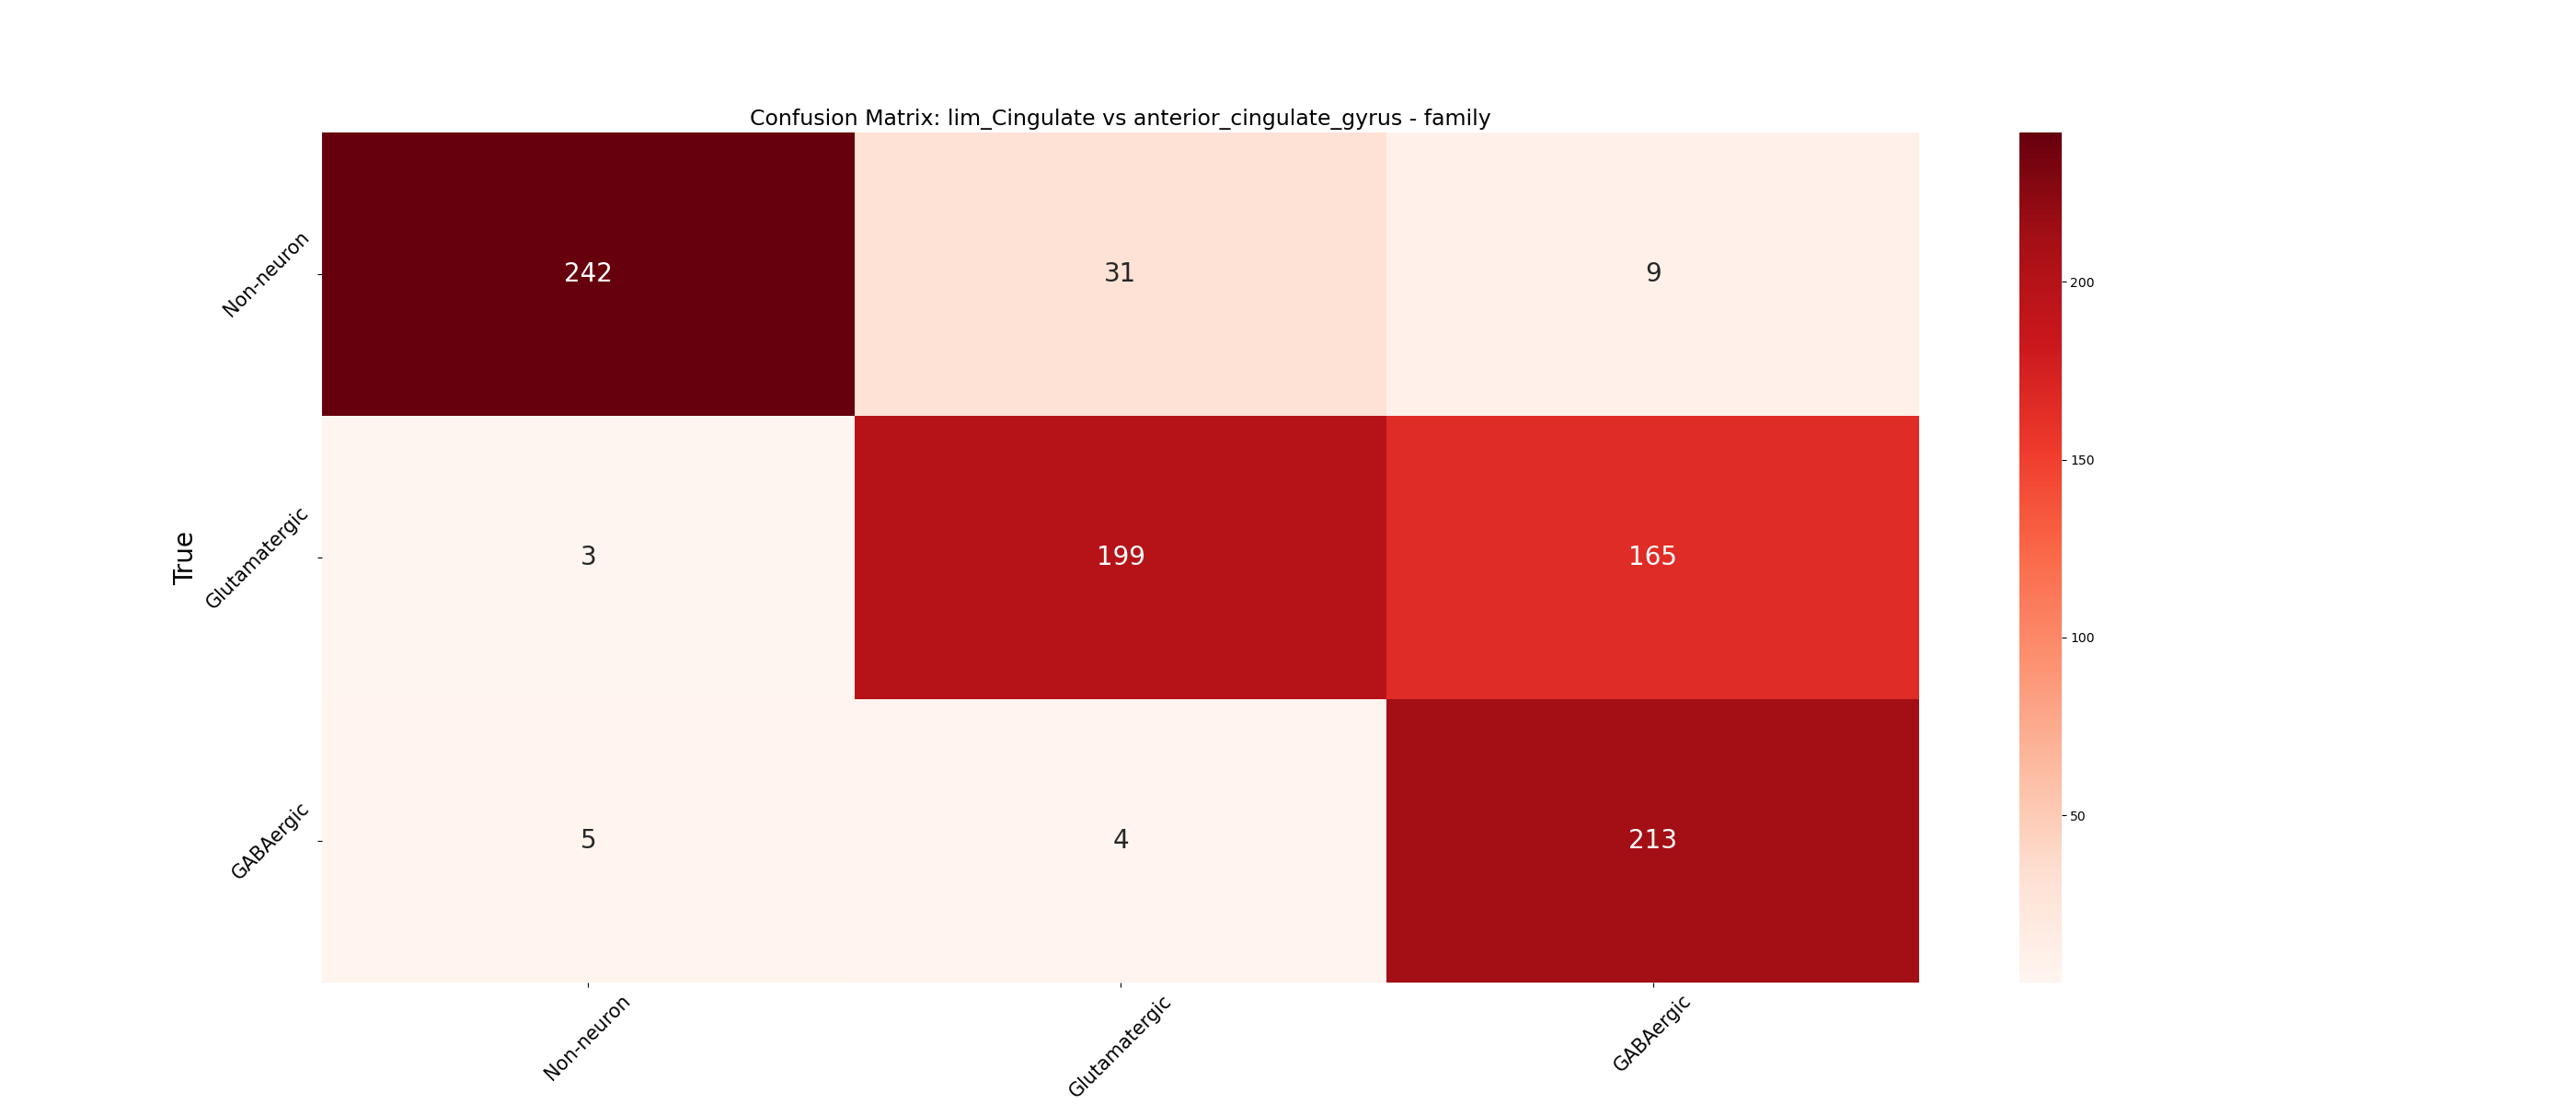 Confusion Matrix: lim_Cingulate vs anterior_cingulate_gyrus - family
Non-neuron
242
31
9
200
150
Glutamatergic
3
199
165
True
100
GABAergic
5
4
213
50
Non-neuron
Glutamatergic
GABAergic